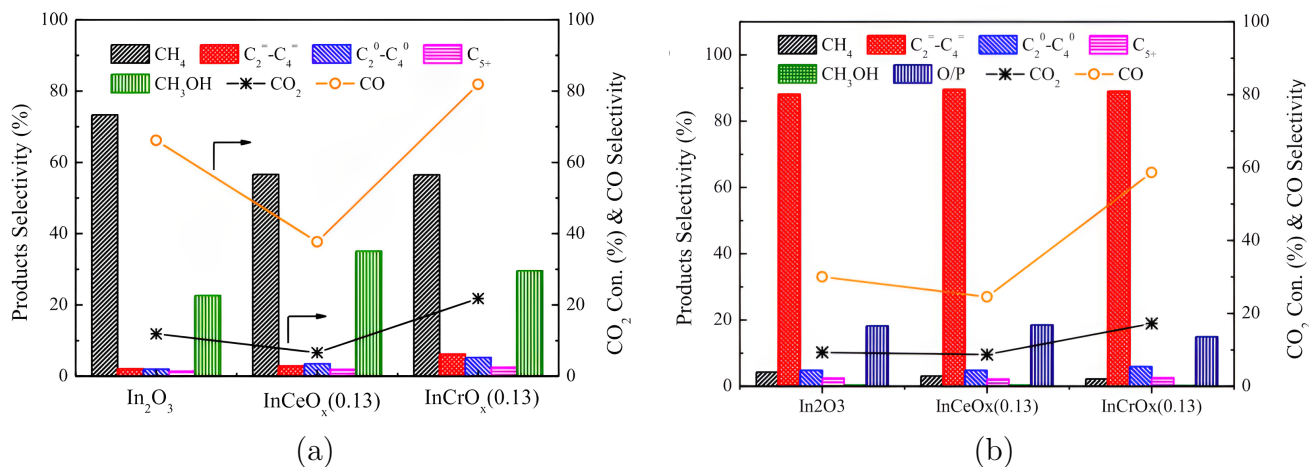 100
80
60
40
20
0
Products Selectivity (%)
CH₄ C₂⁼-C₄⁼ C₂⁰-C₄⁰ C₅₊
CH₃OH CO₂ CO
100
80
60
40
20
0
CO₂ Con. (%) & CO Selectivity
In₂O₃ InCeOₓ(0.13) InCrOₓ(0.13)
(a)
100
80
60
40
20
0
Products Selectivity (%)
CH₄ C₂⁼-C₄⁼ C₂⁰-C₄⁰ C₅₊
CH₃OH O/P CO₂ CO
100
80
60
40
20
0
CO₂ Con. (%) & CO Selectivity
In2O3 InCeOx(0.13) InCrOx(0.13)
(b)